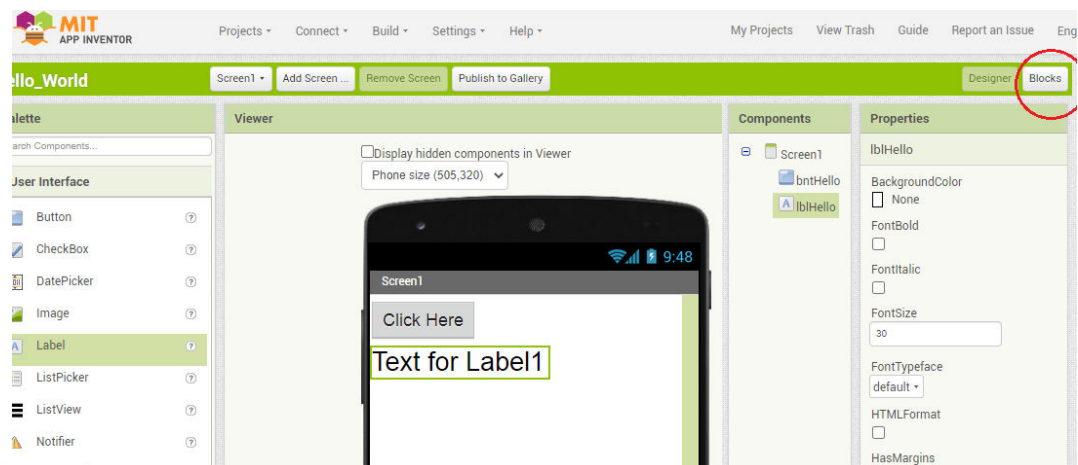 MIT
APP INVENTOR
Projects
Connect
Build
Settings
Help
My Projects
View Trash
Guide
Report an Issue
Eng
llo_World
Screen1
Add Screen ...
Remove Screen
Publish to Gallery
Designer
Blocks
alette
Viewer
Components
Properties
arch Components...
User Interface
Button
CheckBox
DatePicker
Image
Label
ListPicker
ListView
Notifier
Display hidden components in Viewer
Phone size (505,320)
9:48
Screen1
Click Here
Text for Label1
Screen1
bntHello
lblHello
lblHello
BackgroundColor
None
FontBold
FontItalic
FontSize
30
FontTypeface
default
HTMLFormat
HasMargins